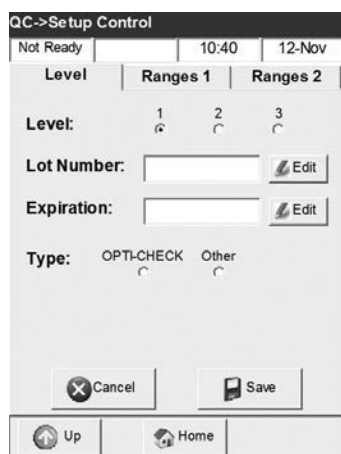 QC->Setup Control
Not Ready 10:40 12-Nov
Level Ranges 1 Ranges 2
1 2 3
Level:
Lot Number: Edit
Expiration: Edit
Type: OPTI-CHECK Other
Cancel Save
Up Home